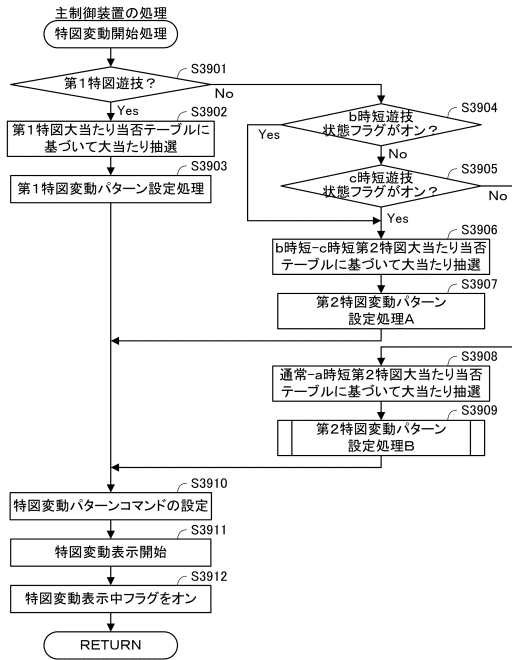 主制御装置の処理
特図変動開始処理
S3901
第1特図遊技？
No
Yes
S3902
第1特図大当たり当否テーブルに
基づいて大当たり抽選
S3903
第1特図変動パターン設定処理
S3904
b時短遊技
状態フラグがオン？
Yes
No
S3905
c時短遊技
状態フラグがオン？
No
Yes
S3906
b時短-c時短第2特図大当たり当否
テーブルに基づいて大当たり抽選
S3907
第2特図変動パターン
設定処理A
S3908
通常-a時短第2特図大当たり当否
テーブルに基づいて大当たり抽選
S3909
第2特図変動パターン
設定処理B
S3910
特図変動パターンコマンドの設定
S3911
特図変動表示開始
S3912
特図変動表示中フラグをオン
RETURN